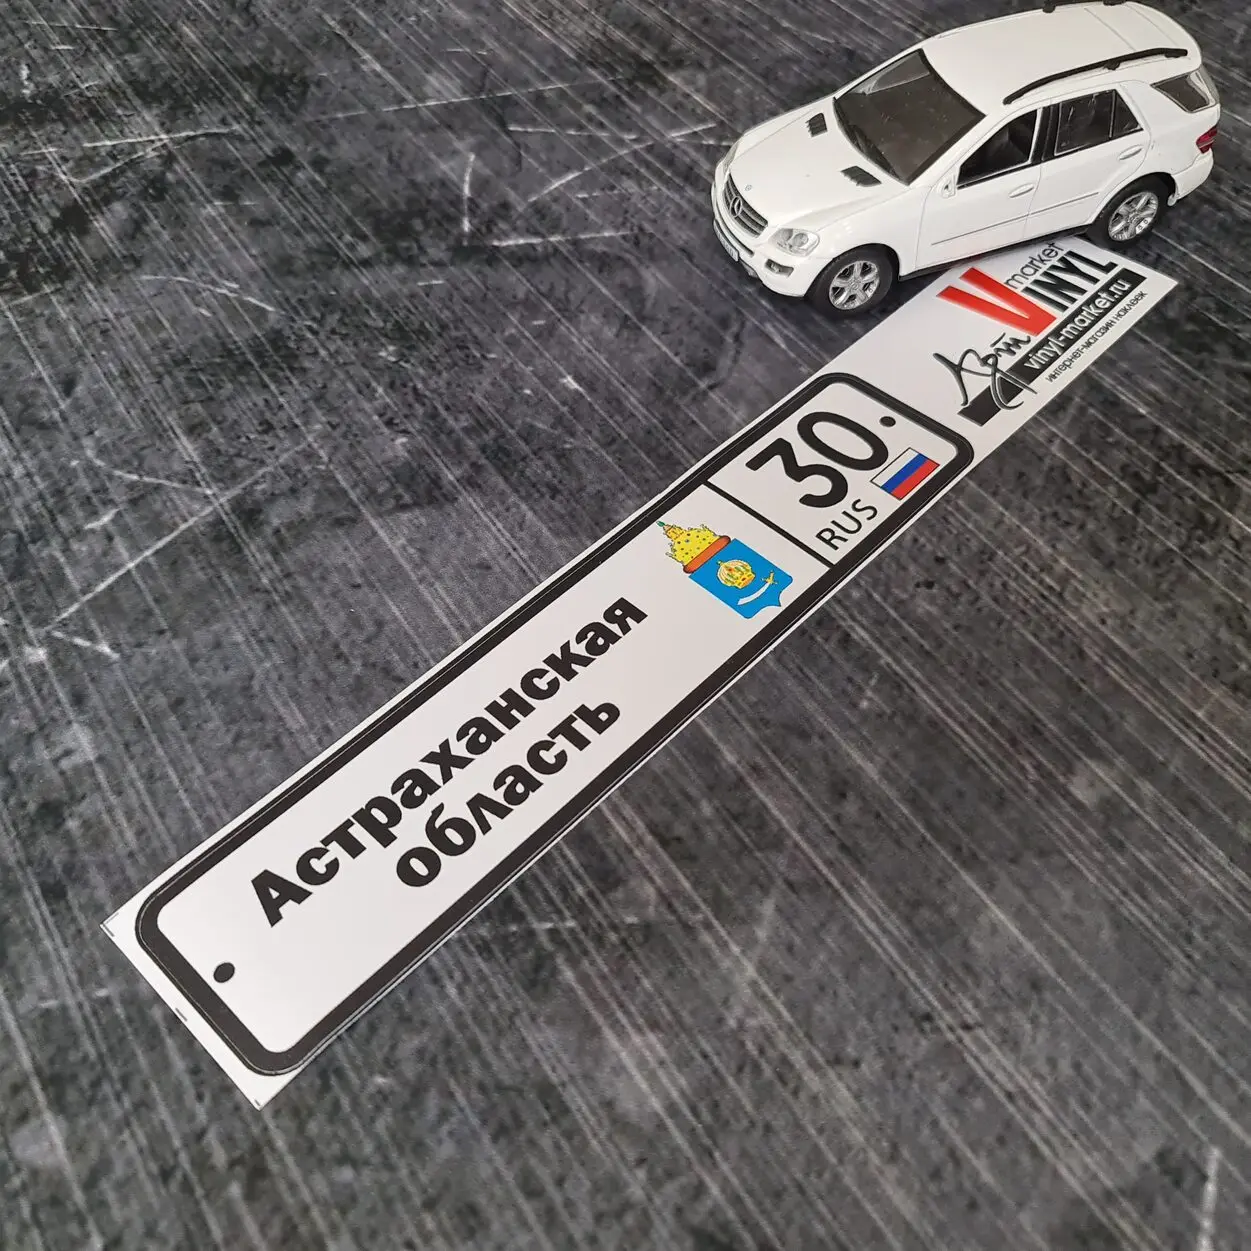 Астраханская
область
30
RUS
Арт
market
VINYL
vinyl-market.ru
интернет-магазин наклеек